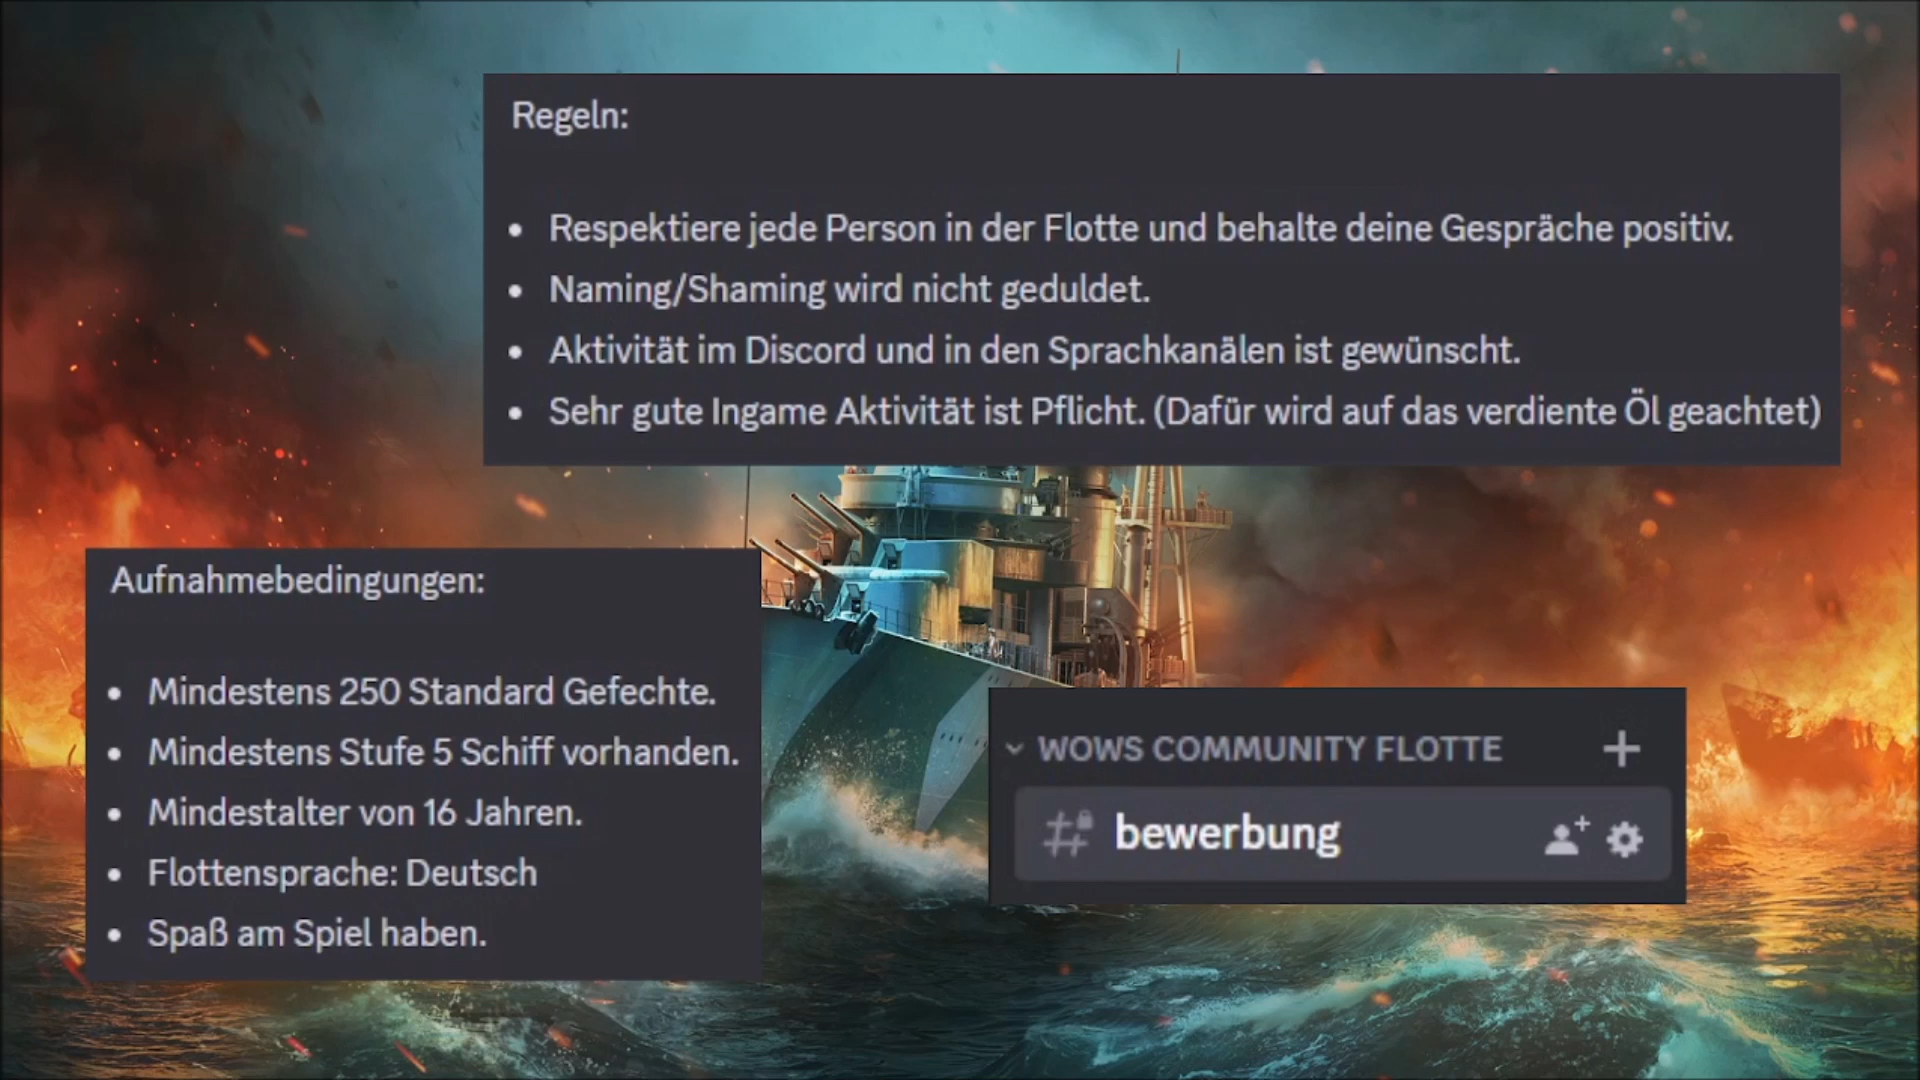 Regeln:
• Respektiere jede Person in der Flotte und behalte deine Gespräche positiv.
• Naming/Shaming wird nicht geduldet.
• Aktivität im Discord und in den Sprachkanälen ist gewünscht.
• Sehr gute Ingame Aktivität ist Pflicht. (Dafür wird auf das verdiente Öl geachtet)
Aufnahmebedingungen:
• Mindestens 250 Standard Gefechte.
• Mindestens Stufe 5 Schiff vorhanden.
• Mindestalter von 16 Jahren.
• Flottensprache: Deutsch
• Spaß am Spiel haben.
WOWS COMMUNITY FLOTTE
bewerbung